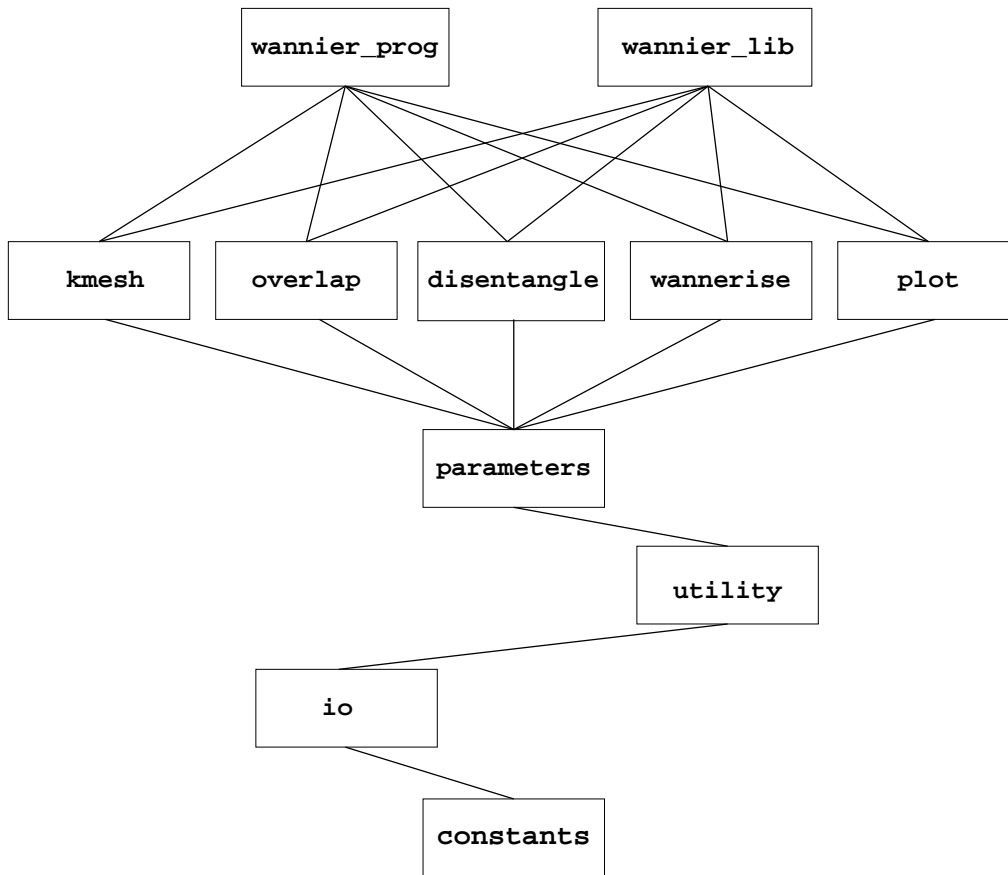 wannier_prog wannier_lib
kmesh overlap disentangle wannerise plot
parameters
utility
io
constants